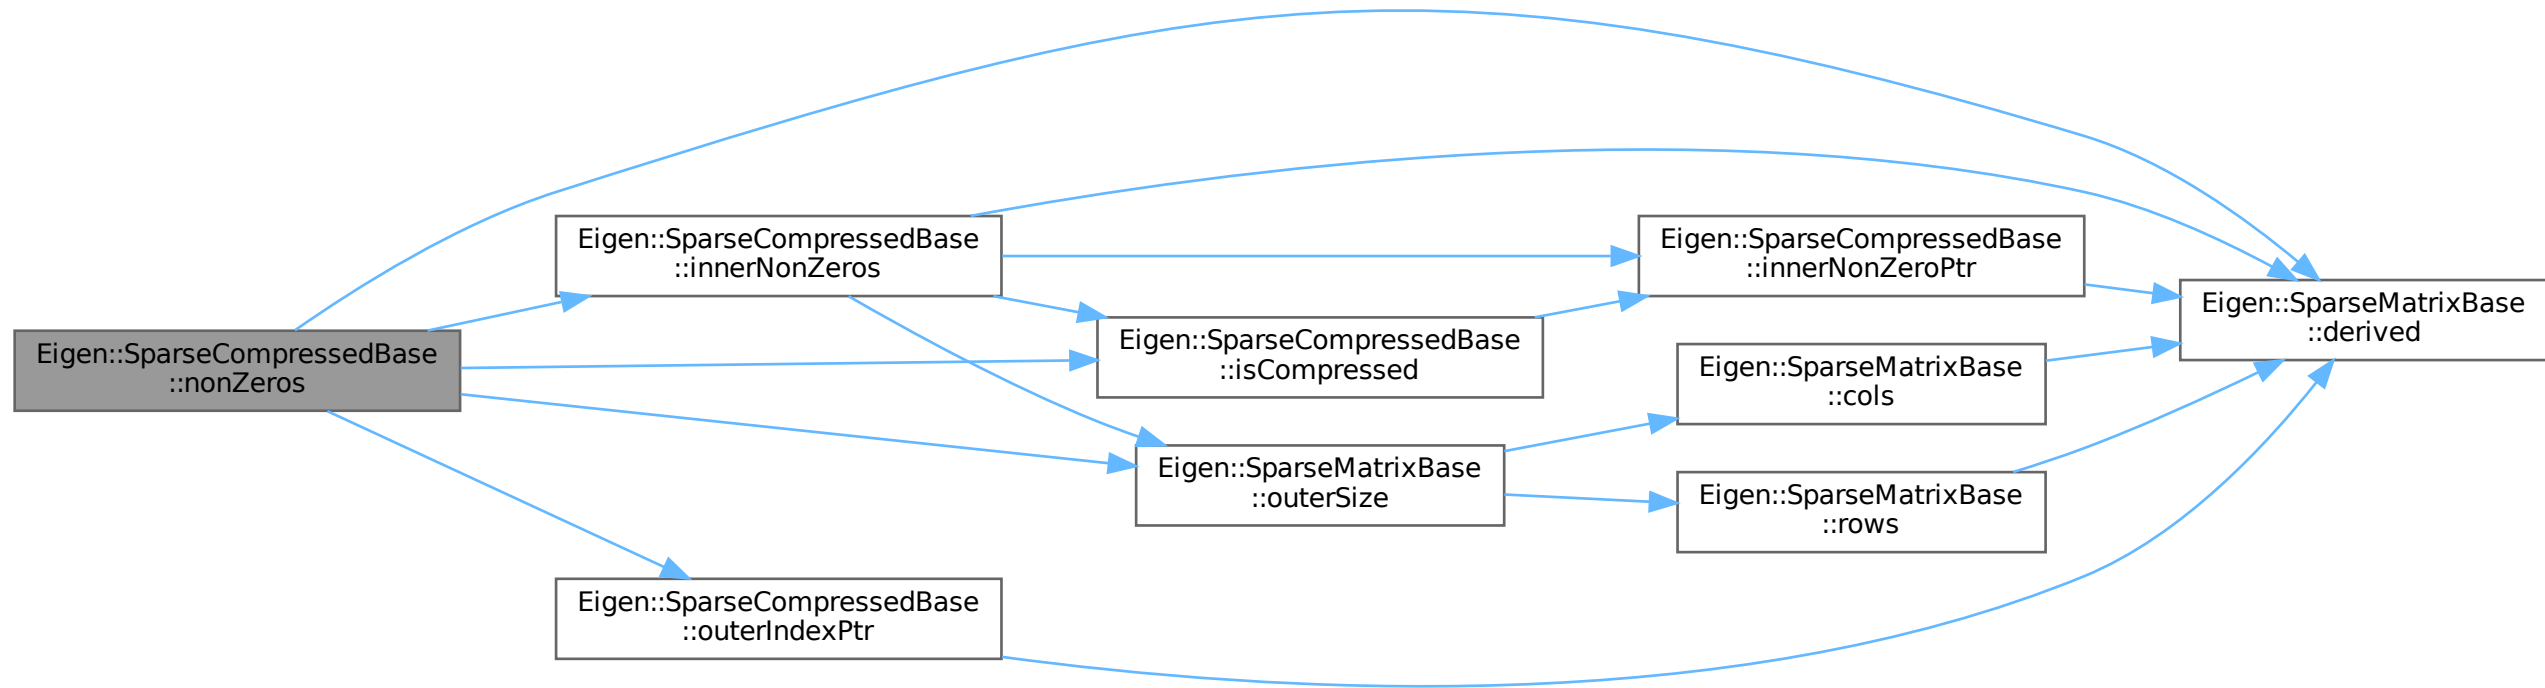 Eigen::SparseCompressedBase
::nonZeros
Eigen::SparseCompressedBase
::innerNonZeros
Eigen::SparseCompressedBase
::outerIndexPtr
Eigen::SparseCompressedBase
::isCompressed
Eigen::SparseMatrixBase
::outerSize
Eigen::SparseCompressedBase
::innerNonZeroPtr
Eigen::SparseMatrixBase
::cols
Eigen::SparseMatrixBase
::rows
Eigen::SparseMatrixBase
::derived